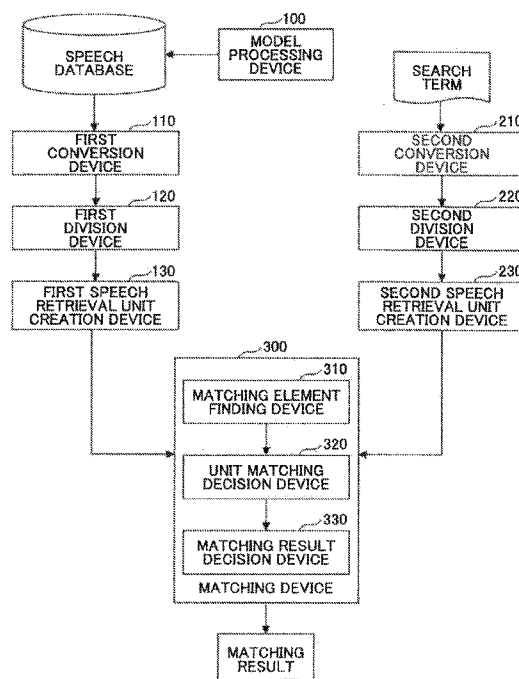 SPEECH
DATABASE
100
MODEL
PROCESSING
DEVICE
SEARCH
TERM
110
FIRST
CONVERSION
DEVICE
210
SECOND
CONVERSION
DEVICE
120
FIRST
DIVISION
DEVICE
220
SECOND
DIVISION
DEVICE
130
FIRST SPEECH
RETRIEVAL UNIT
CREATION DEVICE
230
SECOND SPEECH
RETRIEVAL UNIT
CREATION DEVICE
300
310
MATCHING ELEMENT
FINDING DEVICE
320
UNIT MATCHING
DECISION DEVICE
330
MATCHING RESULT
DECISION DEVICE
MATCHING DEVICE
MATCHING
RESULT